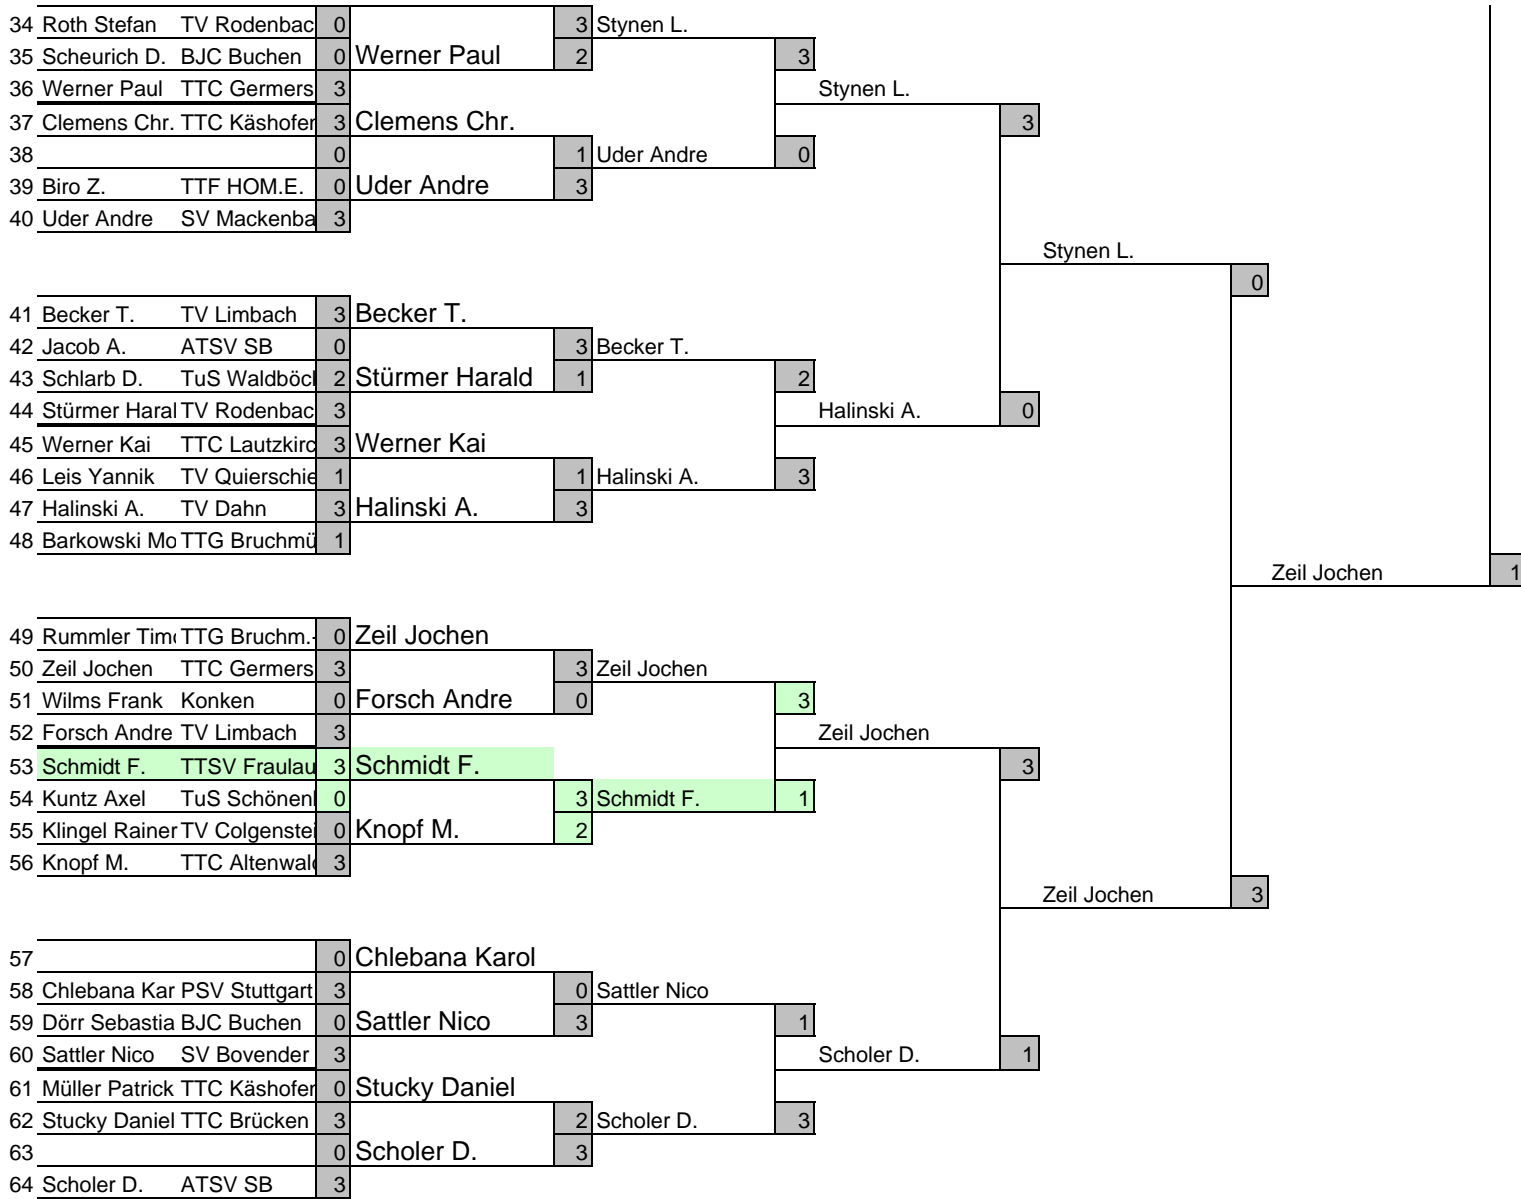 34 Roth Stefan TV Rodenbac 0 3 Stynen L.
35 Scheurich D. BJC Buchen 0 Werner Paul 2 3
36 Werner Paul TTC Germers 3 Stynen L.
37 Clemens Chr. TTC Käshofer 3 Clemens Chr. 3
38 0 1 Uder Andre 0
39 Biro Z. TTF HOM.E. 0 Uder Andre 3
40 Uder Andre SV Mackenba 3
Stynen L.
0
41 Becker T. TV Limbach 3 Becker T.
42 Jacob A. ATSV SB 0 3 Becker T.
43 Schlarb D. TuS Waldböcl 2 Stürmer Harald 1 2
44 Stürmer Haral TV Rodenbac 3 Halinski A. 0
45 Werner Kai TTC Lautzkirc 3 Werner Kai
46 Leis Yannik TV Quierschie 1 1 Halinski A. 3
47 Halinski A. TV Dahn 3 Halinski A. 3
48 Barkowski Mo TTG Bruchmü 1
Zeil Jochen 1
49 Rummler Timo TTG Bruchm.- 0 Zeil Jochen
50 Zeil Jochen TTC Germers 3 3 Zeil Jochen
51 Wilms Frank Konken 0 Forsch Andre 0 3
52 Forsch Andre TV Limbach 3 Zeil Jochen
53 Schmidt F. TTSV Fraulau 3 Schmidt F. 3
54 Kuntz Axel TuS Schönenl 0 3 Schmidt F. 1
55 Klingel Rainer TV Colgenstei 0 Knopf M. 2
56 Knopf M. TTC Altenwald 3
Zeil Jochen 3
57 0 Chlebana Karol
58 Chlebana Kar PSV Stuttgart 3 0 Sattler Nico
59 Dörr Sebastia BJC Buchen 0 Sattler Nico 3 1
60 Sattler Nico SV Bovender 3 Scholer D. 1
61 Müller Patrick TTC Käshofer 0 Stucky Daniel
62 Stucky Daniel TTC Brücken 3 2 Scholer D. 3
63 0 Scholer D. 3
64 Scholer D. ATSV SB 3